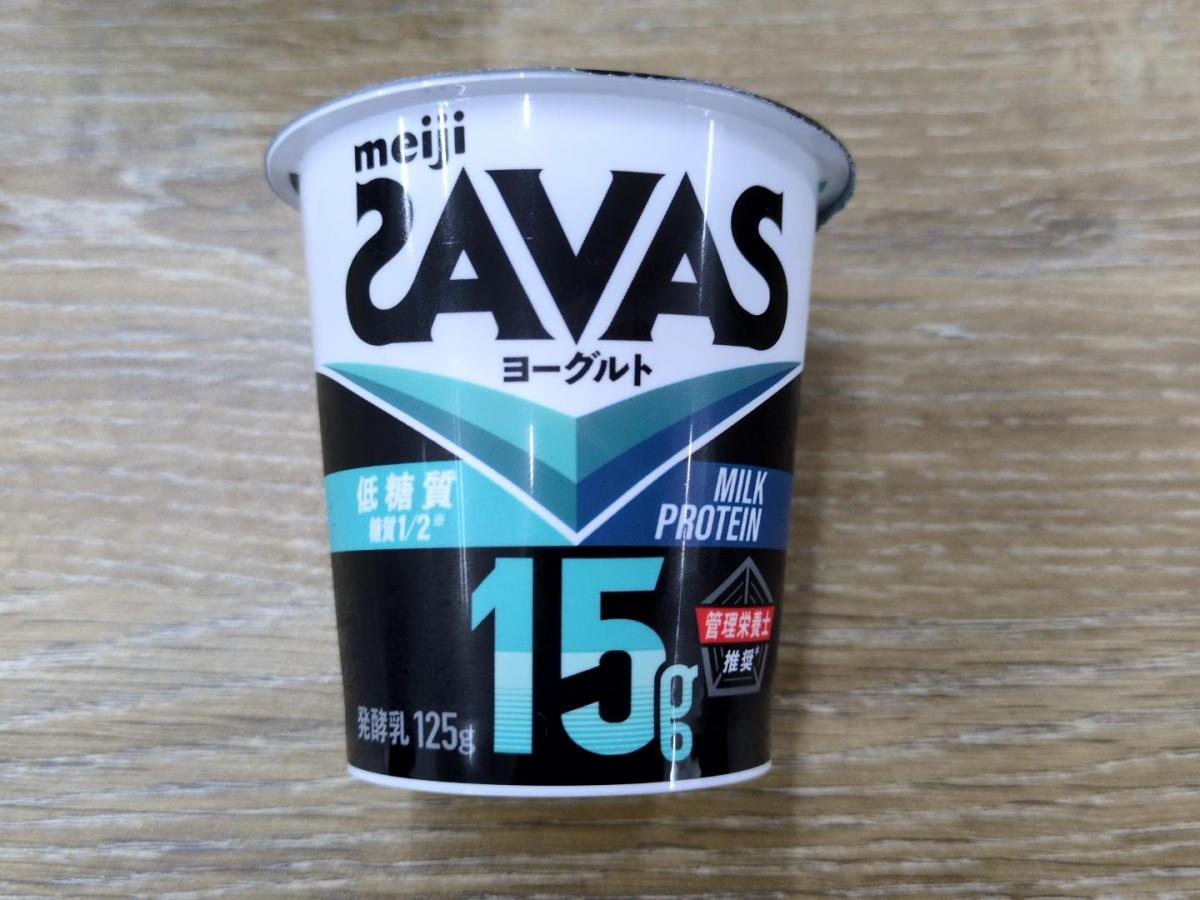 meiji
SAVAS
ヨーグルト
低糖質
糖質1/2※
MILK
PROTEIN
15g
管理栄養士
推奨*
発酵乳 125g